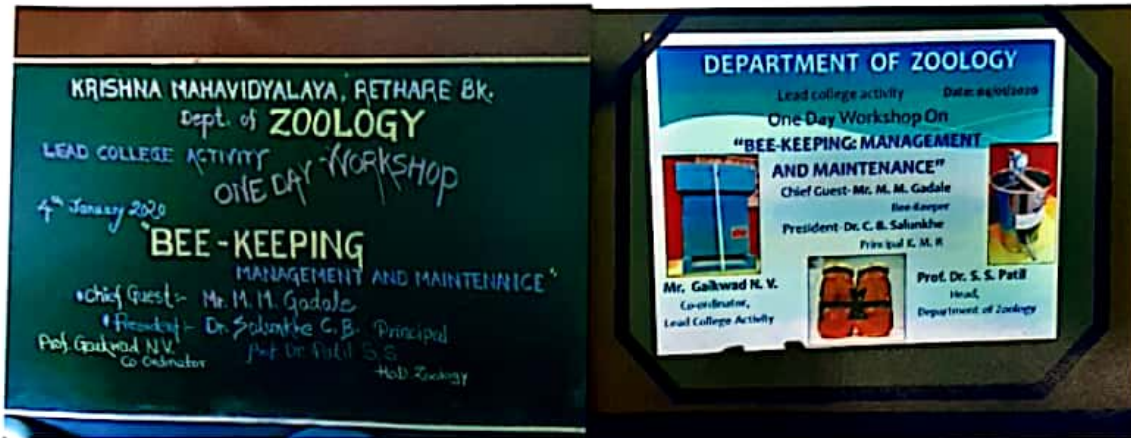 KRISHNA MAHAVIDYALAYA, RETHARE BK.
Dept. of ZOOLOGY
LEAD COLLEGE ACTIVITY
ONE DAY WORKSHOP
4th January 2020
"BEE-KEEPING
MANAGEMENT AND MAINTENNICE"
Chief Guest:- Mr. M. M. Gadale
President:- Dr. Salunkhe C. B. Principal
Prof. Gaikwad N.V. Prof. Dr. Patil S.S.
Co Ordinator
HoD. Zoology
DEPARTMENT OF ZOOLOGY
Lead college activity Date: 04/01/2020
One Day Workshop On
"BEE-KEEPING: MANAGEMENT
AND MAINTENANCE"
Chief Guest- Mr. M. M. Gadale
Bee-Keeper
President- Dr. C. B. Salunkhe
Principal K. M. R
Mr. Gaikwad N. V.
Co-ordinator,
Lead College Activity
Prof. Dr. S. S. Patil
Head,
Department of Zoology